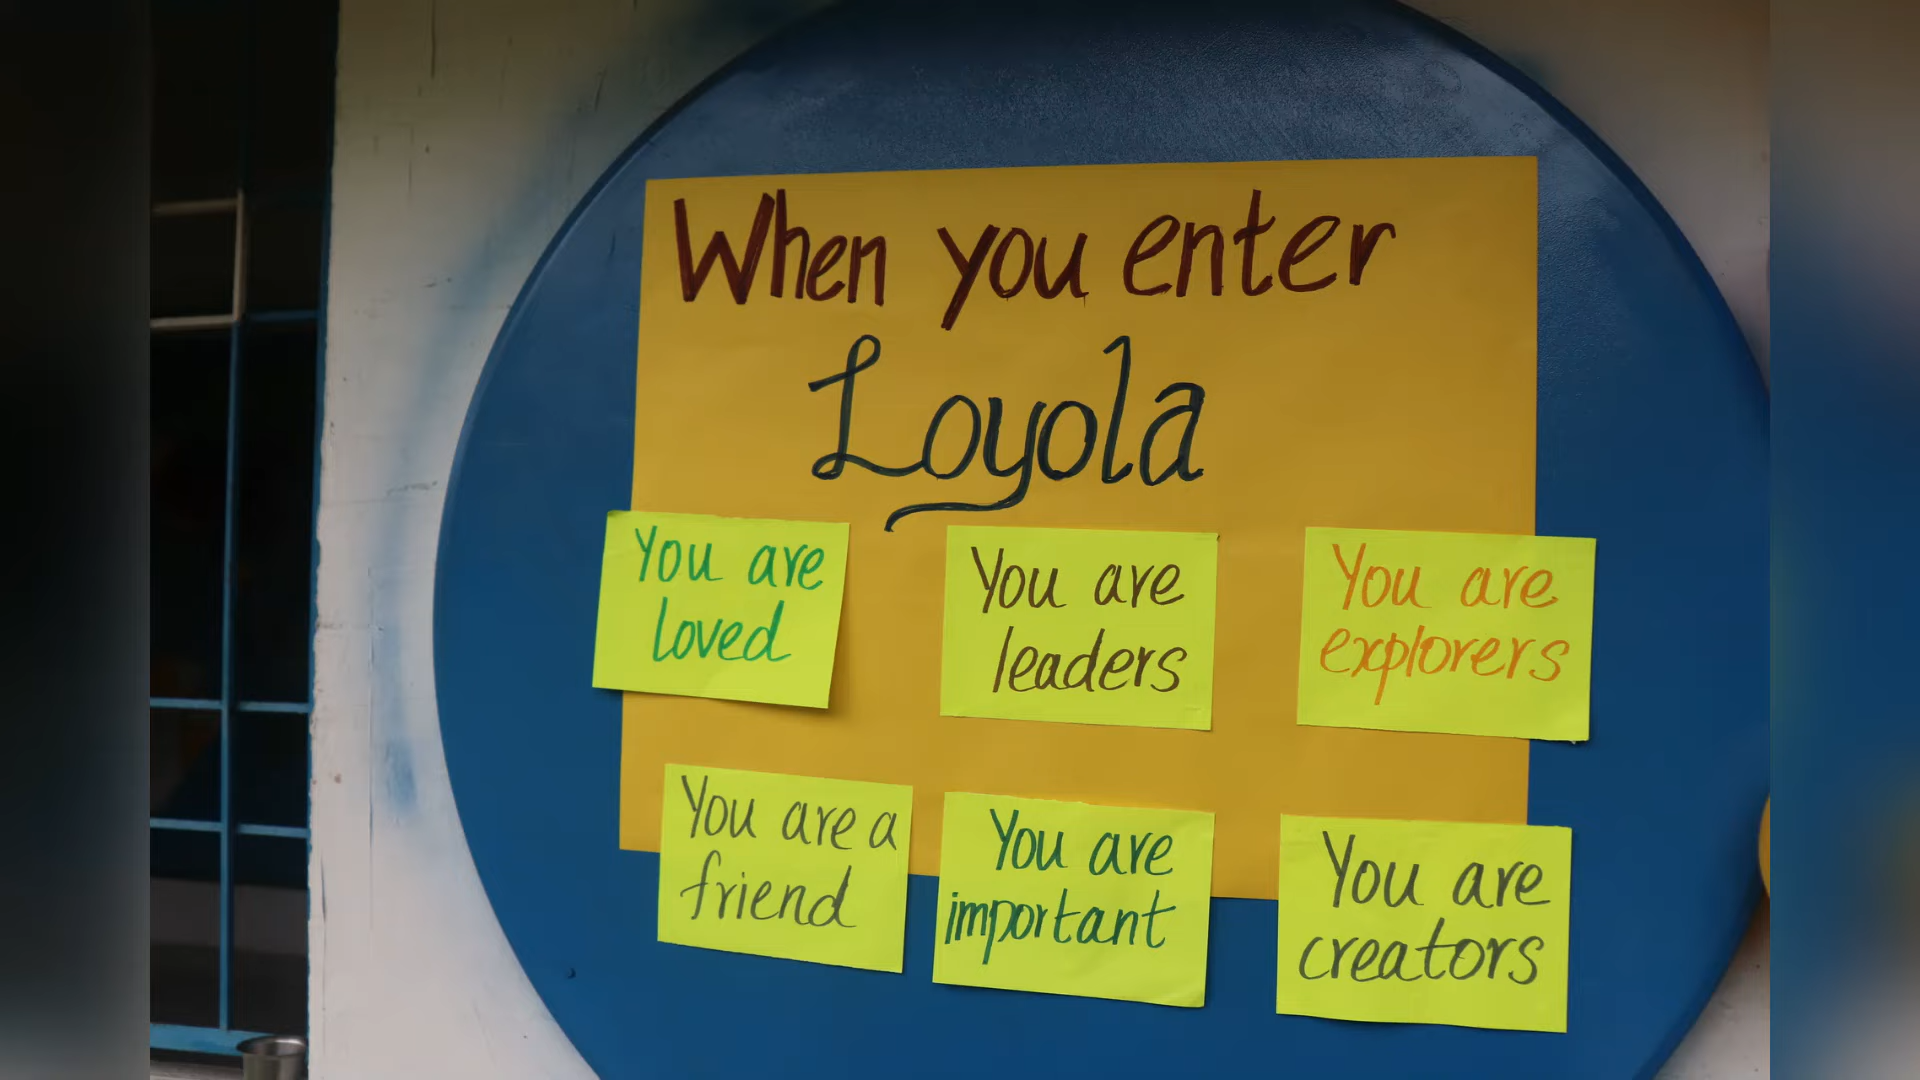 When you enter
Loyola
You are
loved
You are
leaders
You are
explorers
You are a
friend
You are
important
You are
creators